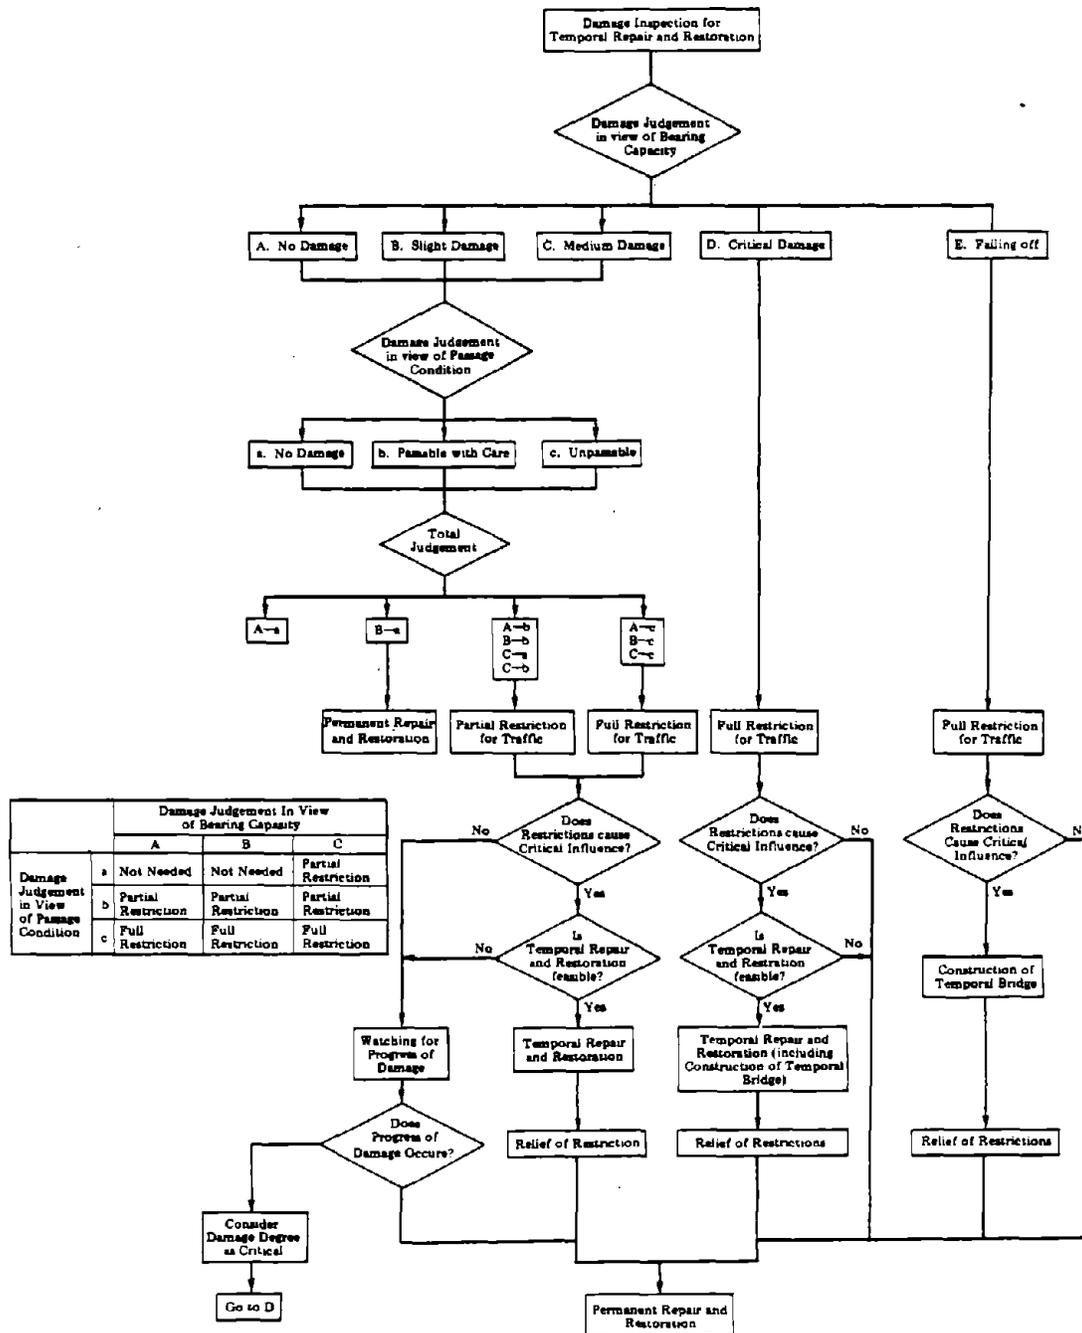 Damage Inspection for
Temporal Repair and Restoration
Damage Judgement
in view of Bearing
Capacity
A. No Damage
B. Slight Damage
C. Medium Damage
D. Critical Damage
E. Falling off
Damage Judgement
in view of Passage
Condition
a. No Damage
b. Passable with Care
c. Unpassable
Total
Judgement
A—a
B—a
A—b
B—b
C—a
C—b
A—c
B—c
C—c
Permanent Repair
and Restoration
Partial Restriction
for Traffic
Full Restriction
for Traffic
Full Restriction
for Traffic
Full Restriction
for Traffic
Damage Judgement In View
of Bearing Capacity
A B C
Damage
Judgement
in View
of Passage
Condition
a Not Needed Not Needed Partial
Restriction
b Partial
Restriction Partial
Restriction Partial
Restriction
c Full
Restriction Full
Restriction Full
Restriction
Does
Restrictions cause
Critical Influence?
No
Yes
Does
Restrictions cause
Critical Influence?
No
Yes
Does
Restrictions
Cause Critical
Influence?
N
Yes
Is
Temporal Repair
and Restoration
feasible?
No
Yes
Is
Temporal Repair
and Restration
feasible?
No
Yes
Construction of
Temporal Bridge
Watching for
Progress of
Damage
Temporal Repair
and Restoration
Temporal Repair and
Restoration (including
Construction of Temporal
Bridge)
Does
Progress of
Damage Occure?
Relief of Restriction
Relief of Restrictions
Relief of Restrictions
Consider
Damage Degree
as Critical
Go to D
Permanent Repair and
Restoration